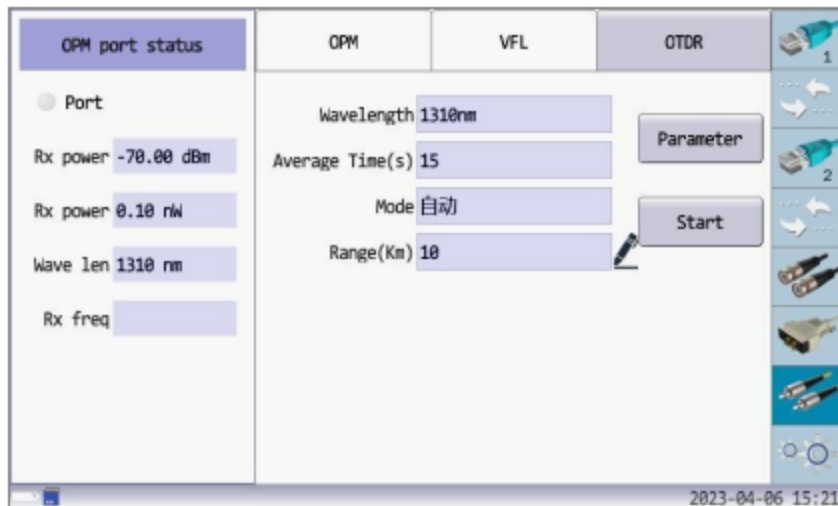 OPM port status
OPM
VFL
OTDR
Port
Rx power -70.00 dBm
Rx power 0.10 nW
Wave len 1310 nm
Rx freq
Wavelength 1310nm
Average Time(s) 15
Mode 自动
Range(Km) 10
Parameter
Start
1
2
2023-04-06 15:21